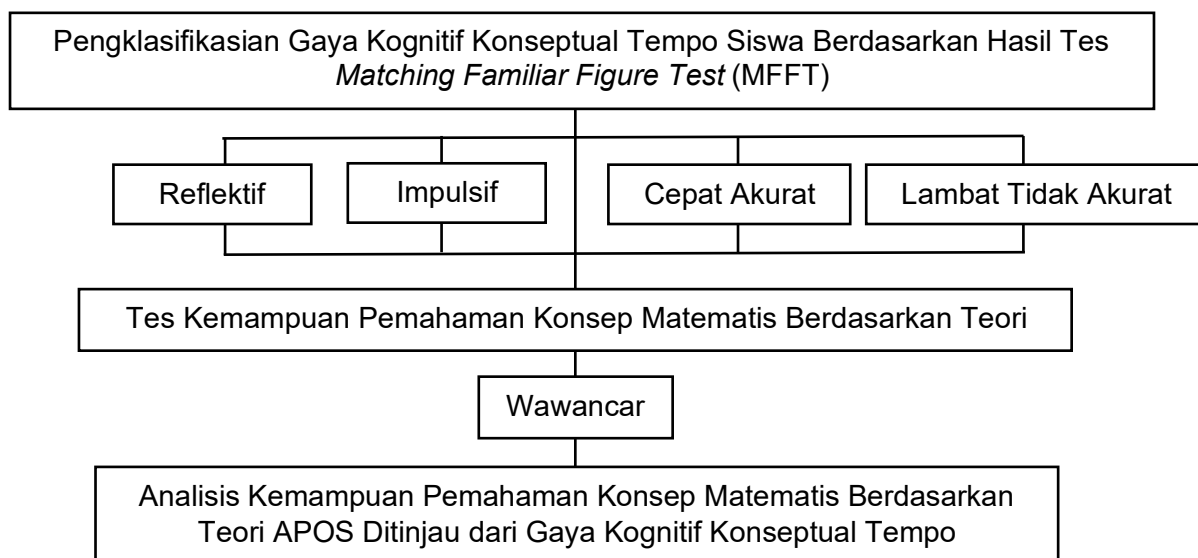 Pengklasifikasian Gaya Kognitif Konseptual Tempo Siswa Berdasarkan Hasil Tes
Matching Familiar Figure Test (MFFT)
Reflektif
Impulsif
Cepat Akurat
Lambat Tidak Akurat
Tes Kemampuan Pemahaman Konsep Matematis Berdasarkan Teori
Wawancar
Analisis Kemampuan Pemahaman Konsep Matematis Berdasarkan
Teori APOS Ditinjau dari Gaya Kognitif Konseptual Tempo